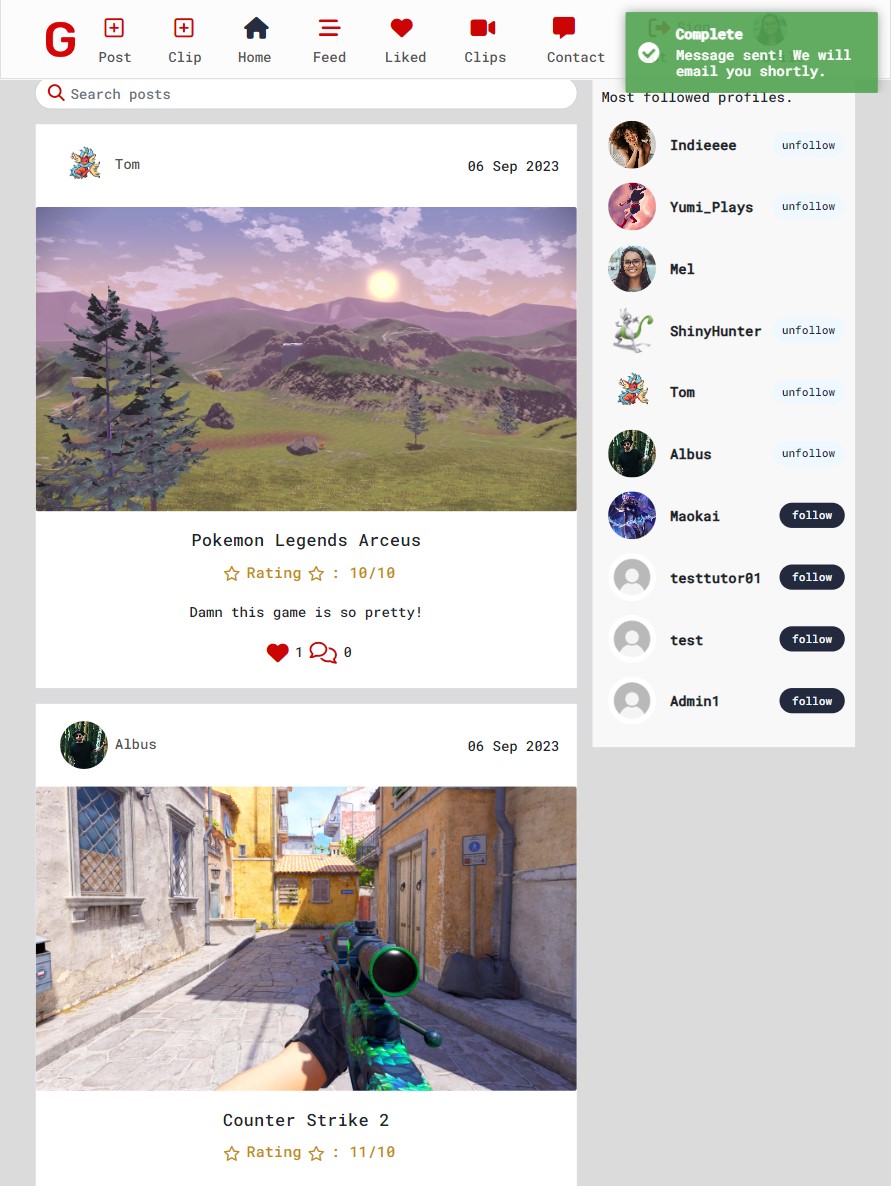 G
Post
Clip
Home
Feed
Liked
Clips
Contact
Complete
Message sent! We will
email you shortly.
Search posts
Tom
06 Sep 2023
Pokemon Legends Arceus
Rating : 10/10
Damn this game is so pretty!
1 0
Albus
06 Sep 2023
Counter Strike 2
Rating : 11/10
Most followed profiles.
Indieeee unfollow
Yumi_Plays unfollow
Mel
ShinyHunter unfollow
Tom unfollow
Albus unfollow
Maokai follow
testtutor01 follow
test follow
Admin1 follow